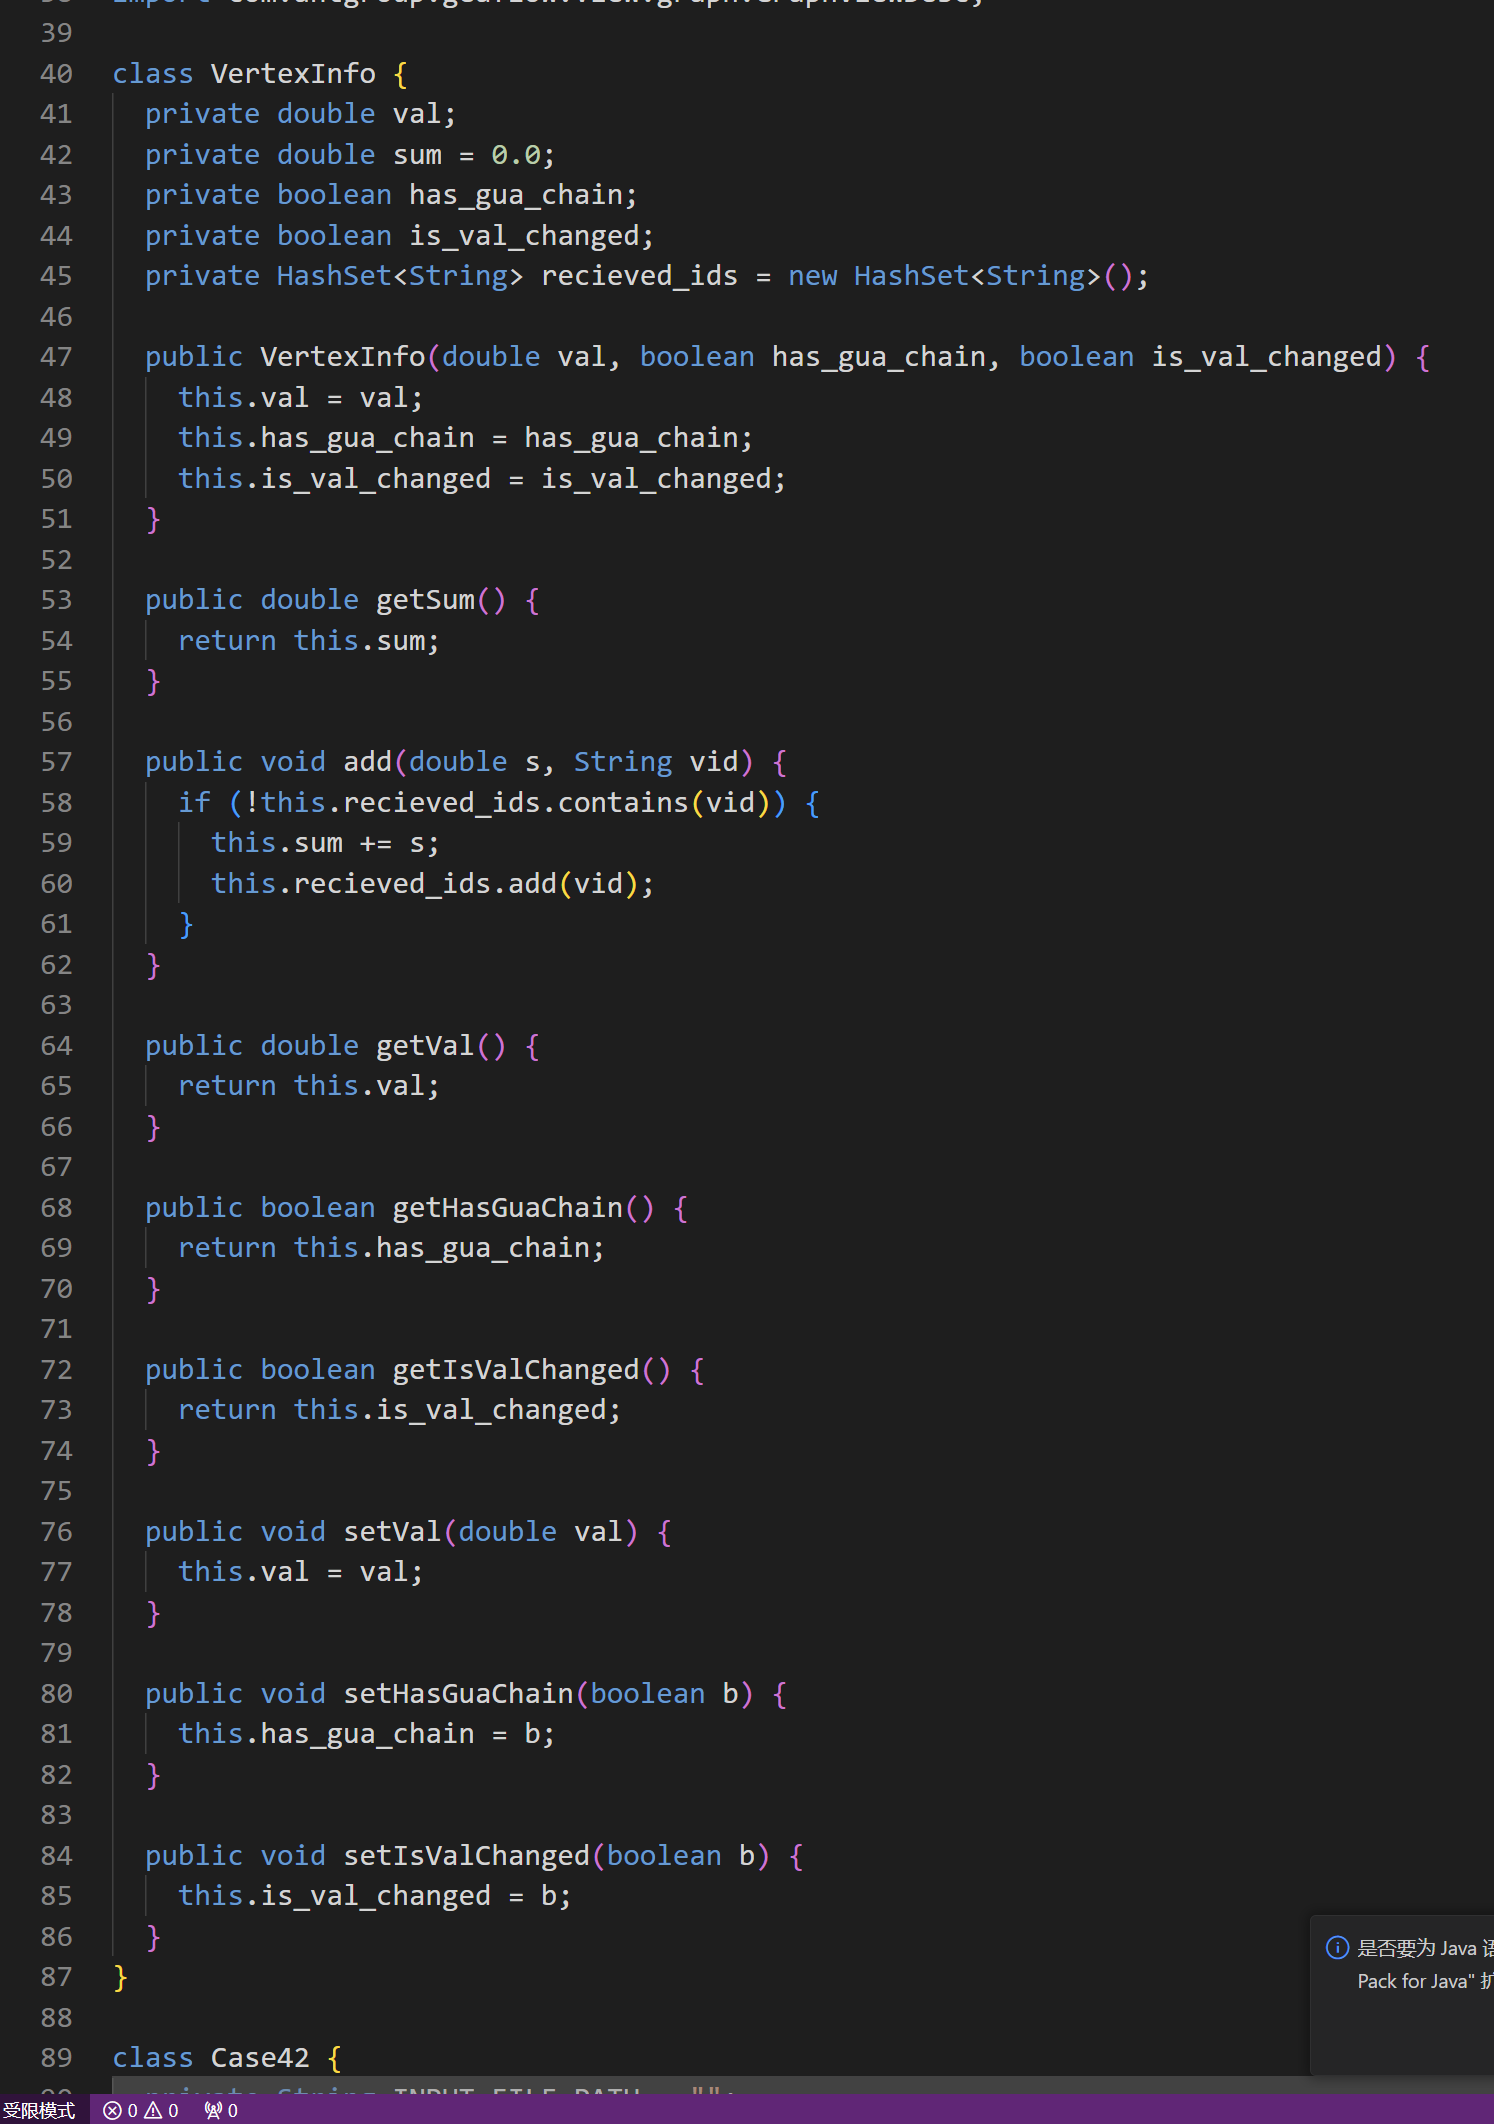 39
40 class VertexInfo {
41 private double val;
42 private double sum = 0.0;
43 private boolean has_gua_chain;
44 private boolean is_val_changed;
45 private HashSet<String> recieved_ids = new HashSet<String>();
46
47 public VertexInfo(double val, boolean has_gua_chain, boolean is_val_changed) {
48 this.val = val;
49 this.has_gua_chain = has_gua_chain;
50 this.is_val_changed = is_val_changed;
51 }
52
53 public double getSum() {
54 return this.sum;
55 }
56
57 public void add(double s, String vid) {
58 if (!this.recieved_ids.contains(vid)) {
59 this.sum += s;
60 this.recieved_ids.add(vid);
61 }
62 }
63
64 public double getVal() {
65 return this.val;
66 }
67
68 public boolean getHasGuaChain() {
69 return this.has_gua_chain;
70 }
71
72 public boolean getIsValChanged() {
73 return this.is_val_changed;
74 }
75
76 public void setVal(double val) {
77 this.val = val;
78 }
79
80 public void setHasGuaChain(boolean b) {
81 this.has_gua_chain = b;
82 }
83
84 public void setIsValChanged(boolean b) {
85 this.is_val_changed = b;
86 }
87 }
88
89 class Case42 {
是否要为 Java 语
Pack for Java" 扩
受限模式 0 0 0